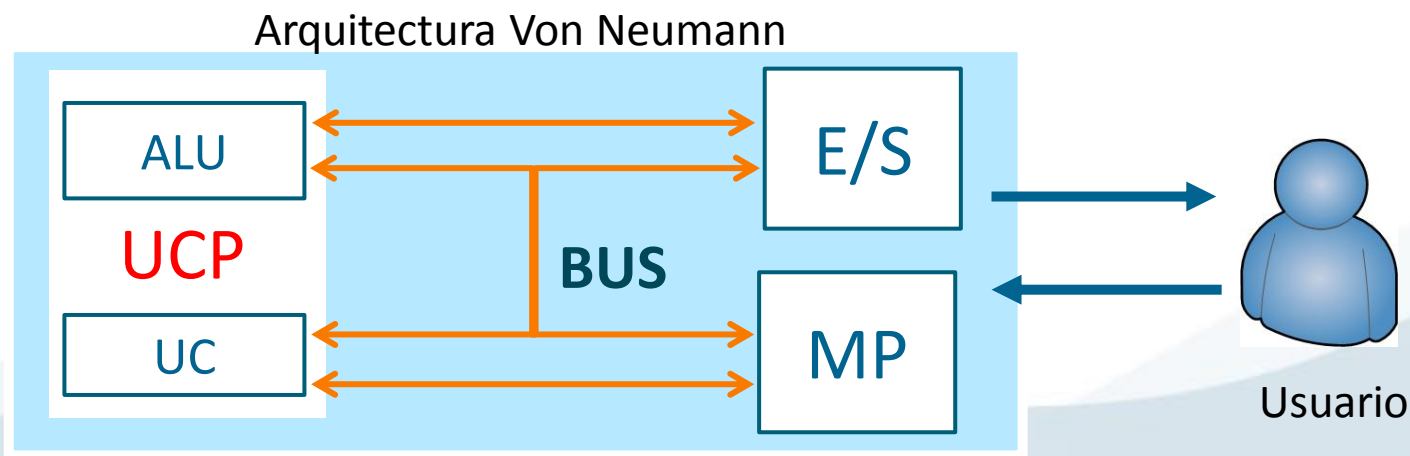 Arquitectura Von Neumann
ALU
UCP
UC
BUS
E/S
MP
Usuario